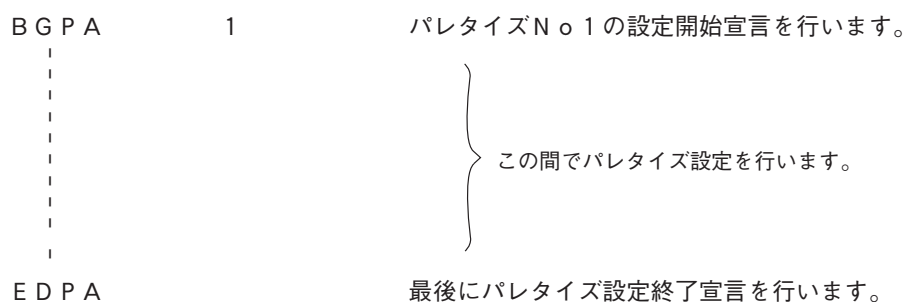 ＢＧＰＡ　１　パレタイズＮｏ１の設定開始宣言を行います。
この間でパレタイズ設定を行います。
ＥＤＰＡ　最後にパレタイズ設定終了宣言を行います。